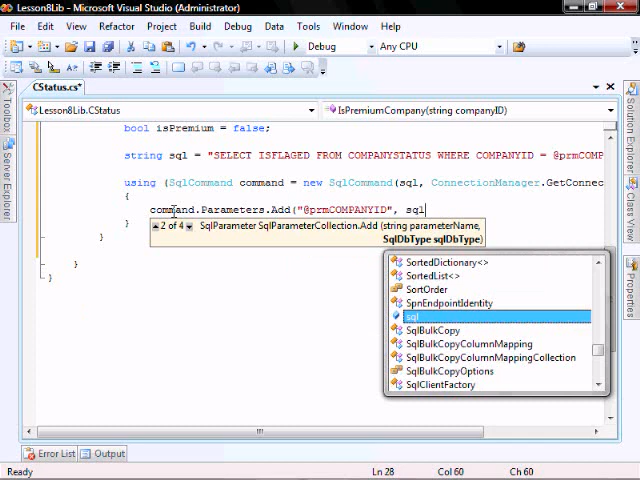 Lesson8Lib - Microsoft Visual Studio (Administrator)
File Edit View Project Build Debug Data Tools Test Window Help
Debug Any CPU
CStatus.cs*
Lesson8Lib.CStatus IsPremiumCompany(string companyID)
bool isPremium = false;
string sql = "SELECT ISFLAGED FROM COMPANYSTATUS WHERE COMPANYID = @prmCOMP
using (SqlCommand command = new SqlCommand(sql, ConnectionManager.GetConnec
{
command.Parameters.Add("@prmCOMPANYID", sql
}
2 of 4 SqlParameter SqlParameterCollection.Add (string parameterName,
SqlDbType sqlDbType)
}
}
}
SortedDictionary<>
SortedList<>
SortOrder
SpnEndpointIdentity
sql
SqlBulkCopy
SqlBulkCopyColumnMapping
SqlBulkCopyColumnMappingCollection
SqlBulkCopyOptions
SqlClientFactory
Toolbox
Server Explorer
Solution Explorer
Class View
Properties
Error List Output
Ready Ln 28 Col 60 Ch 60